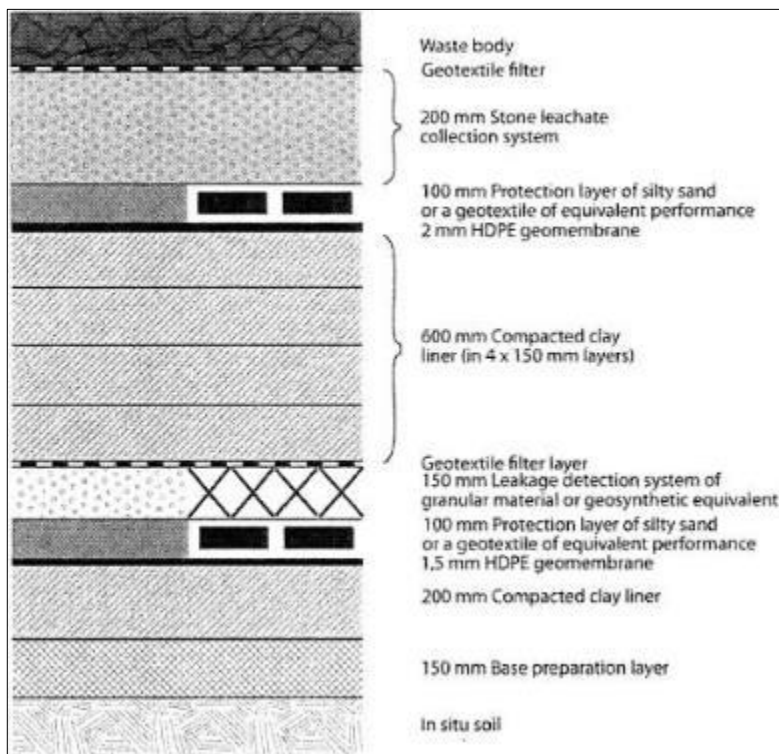 Waste body
Geotextile filter
200 mm Stone leachate
collection system
100 mm Protection layer of silty sand
or a geotextile of equivalent performance
2 mm HDPE geomembrane
600 mm Compacted clay
liner (in 4 x 150 mm layers)
Geotextile filter layer
150 mm Leakage detection system of
granular material or geosynthetic equivalent
100 mm Protection layer of silty sand
or a geotextile of equivalent performance
1,5 mm HDPE geomembrane
200 mm Compacted clay liner
150 mm Base preparation layer
In situ soil